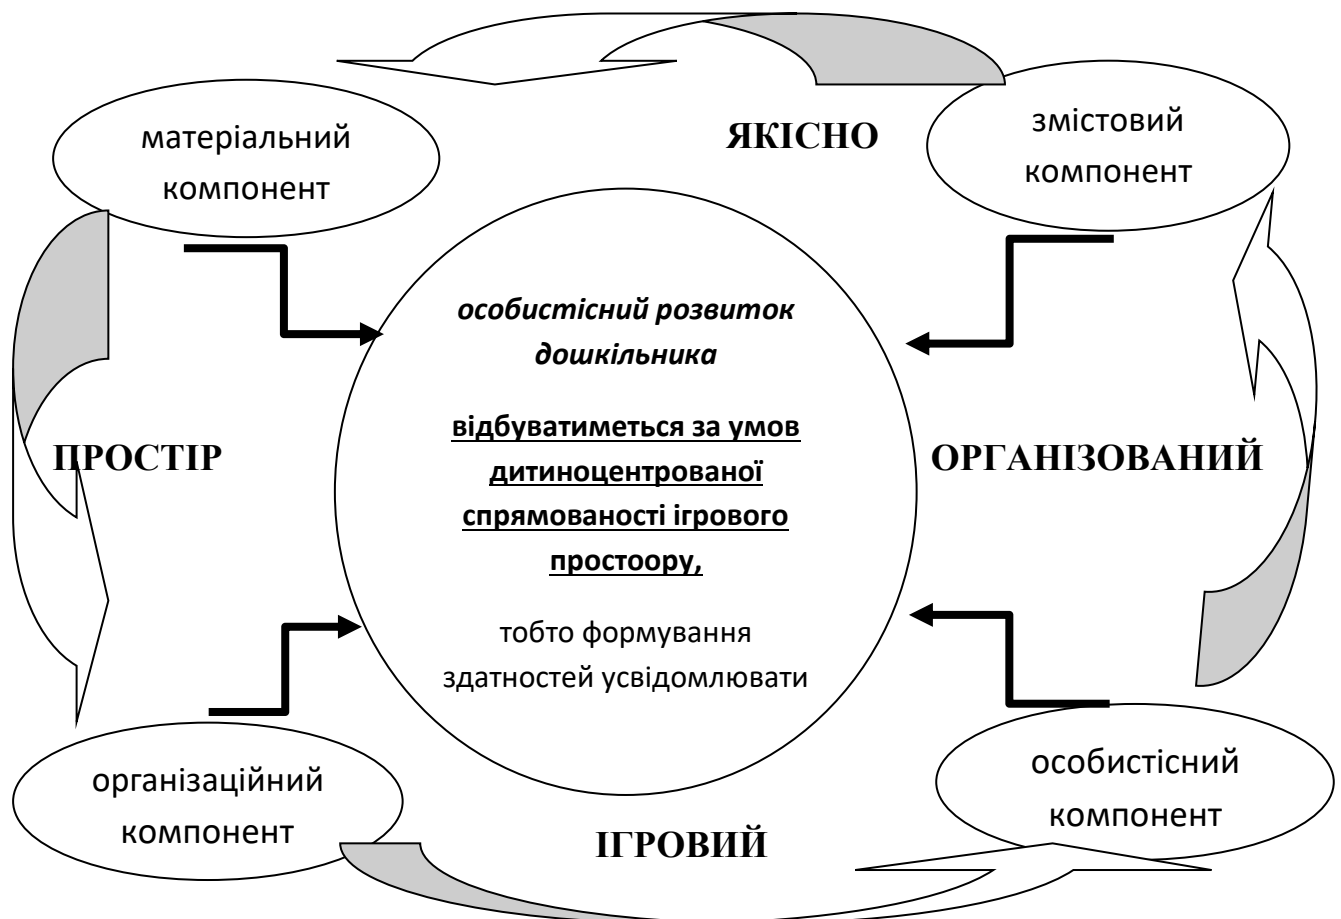 матеріальний
компонент
ЯКІСНО
змістовий
компонент
особистісний розвиток
дошкільника
відбуватиметься за умов
дитиноцентрованої
спрямованості ігрового
простоору,
тобто формування
здатностей усвідомлювати
ПРОСТІР
ОРГАНІЗОВАНИЙ
організаційний
компонент
ІГРОВИЙ
особистісний
компонент